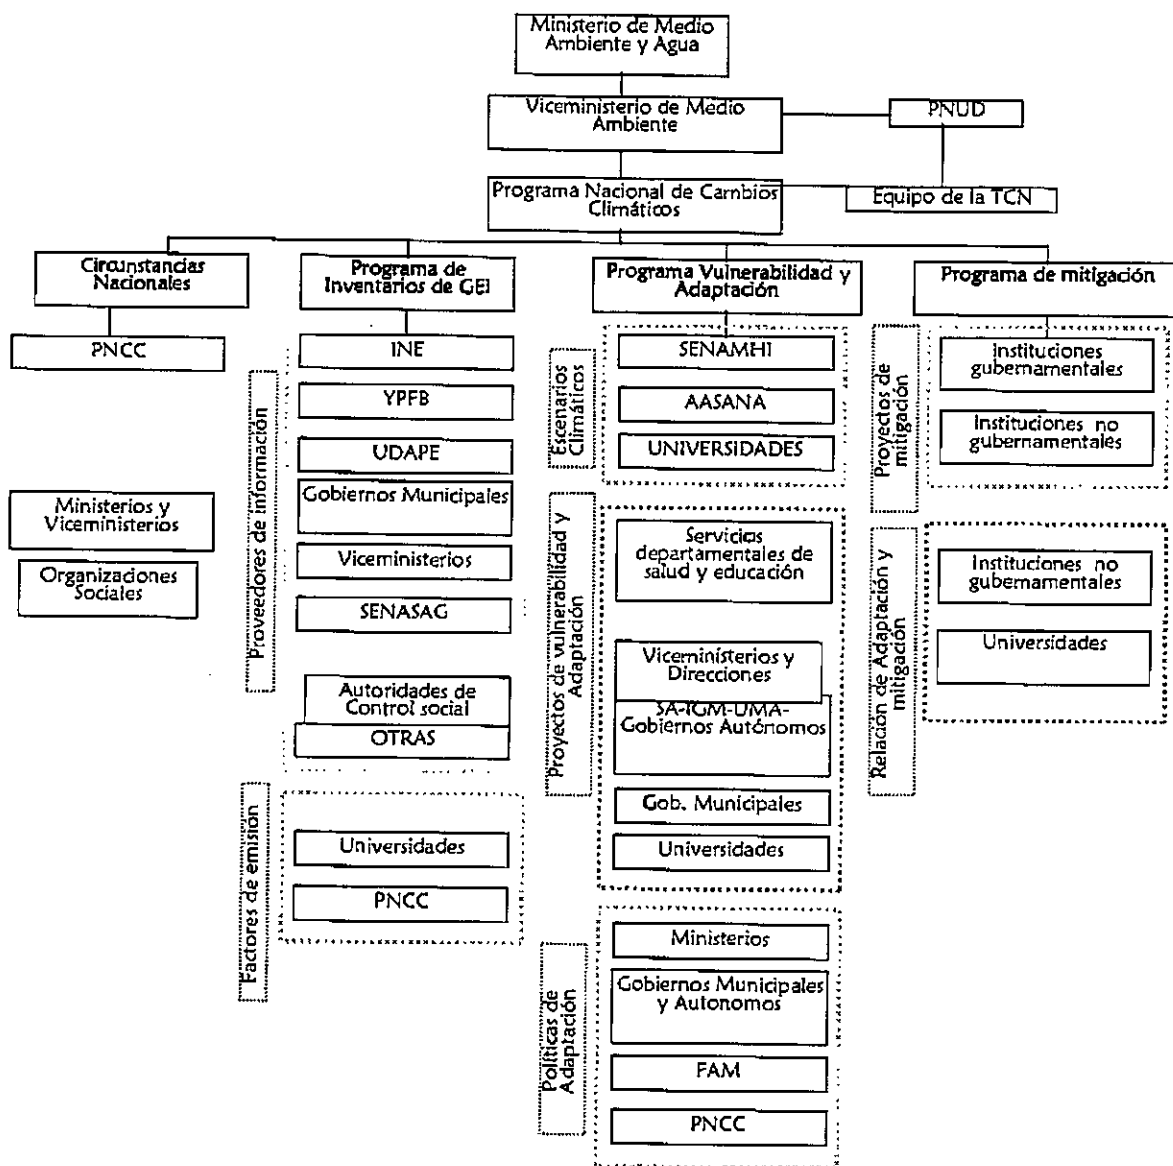 Ministerio de Medio
Ambiente y Agua
Viceministerio de Medio
Ambiente
PNUD
Programa Nacional de Cambios
Climáticos
Equipo de la TCN
Circunstancias
Nacionales
PNCC
Ministerios y
Viceministerios
Organizaciones
Sociales
Programa de
Inventários de GEI
Proveedores de información
INE
YPFB
UDAPE
Gobiernos Municipales
Viceministerios
SENASAG
Autoridades de
Control social
OTRAS
Factores de emisión
Universidades
PNCC
Programa Vulnerabilidad y
Adaptación
Escenarios
Climáticos
SENAMHI
AASANA
UNIVERSIDADES
Proyectos de vulnerabilidad y
Adaptación
Servicios
departamentales de
salud y educación
Viceministerios y
Direcciones
SA-IGM-UMA-
Gobiernos Autónomos
Gob. Municipales
Universidades
Políticas de
Adaptación
Ministerios
Gobiernos Municipales
y Autonomos
FAM
PNCC
Programa de mitigación
Proyectos de
mitigación
Instituciones
gubernamentales
Instituciones no
gubernamentales
Relación de Adaptación y
mitigación
Instituciones no
gubernamentales
Universidades